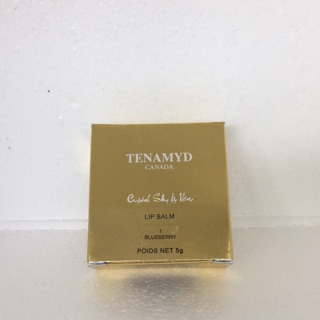 TENAMYD
CANADA
LIP BALM
1
BLUEBERRY
POIDS NET 5g